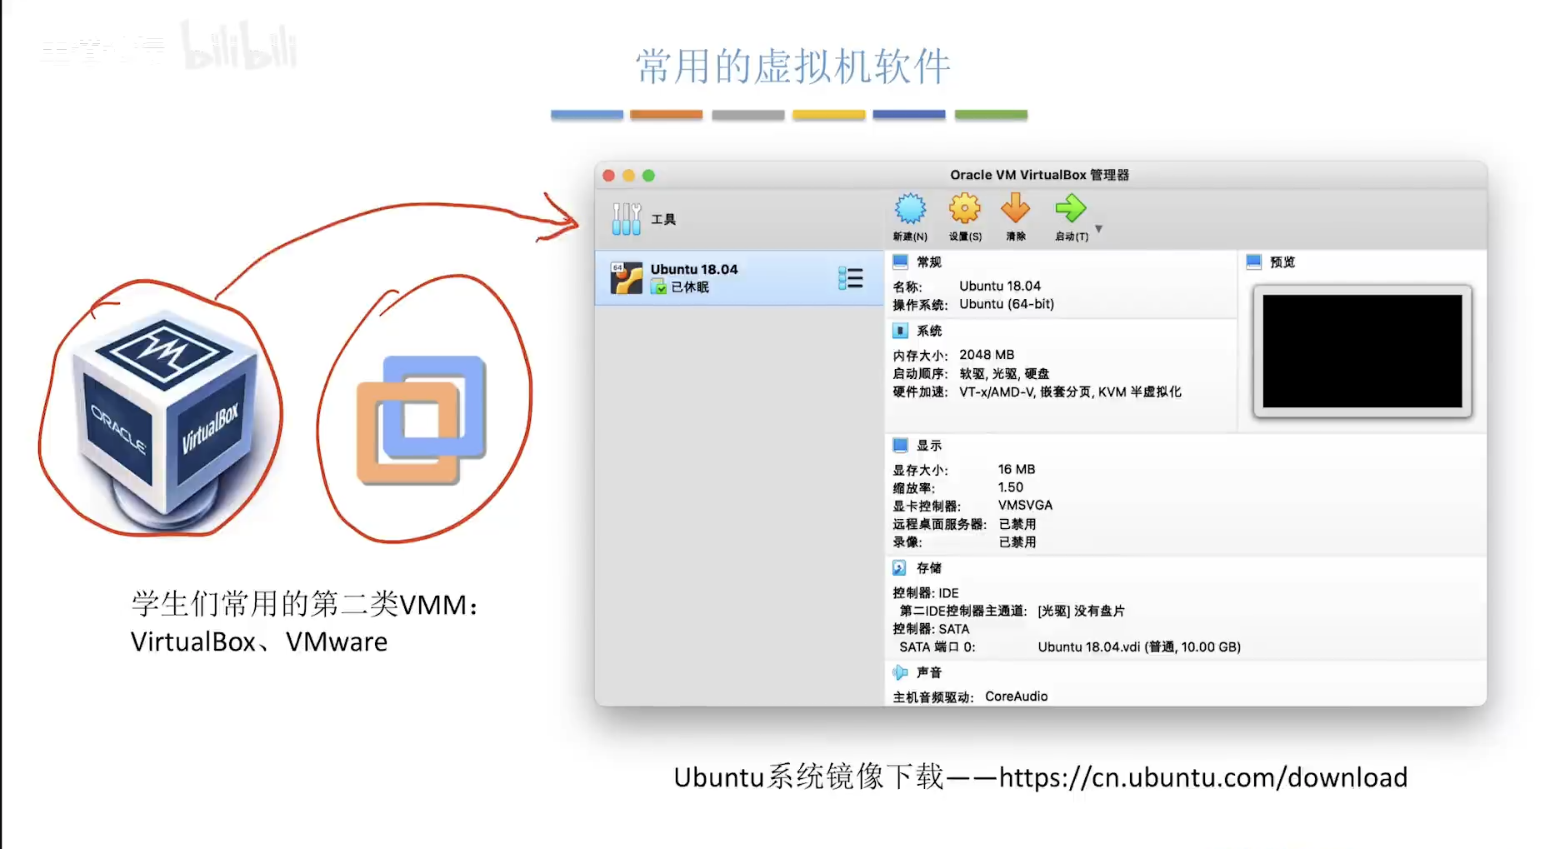 bilibili
常用的虚拟机软件
ORACLE
VirtualBox
学生们常用的第二类VMM：
VirtualBox、VMware
Oracle VM VirtualBox 管理器
工具
新建(N) 设置(S) 清除 启动(T)
64
Ubuntu 18.04
已休眠
常规
名称: Ubuntu 18.04
操作系统: Ubuntu (64-bit)
预览
系统
内存大小: 2048 MB
启动顺序: 软驱, 光驱, 硬盘
硬件加速: VT-x/AMD-V, 嵌套分页, KVM 半虚拟化
显示
显存大小: 16 MB
缩放率: 1.50
显卡控制器: VMSVGA
远程桌面服务器: 已禁用
录像: 已禁用
存储
控制器: IDE
第二IDE控制器主通道: [光驱] 没有盘片
控制器: SATA
SATA 端口 0: Ubuntu 18.04.vdi (普通, 10.00 GB)
声音
主机音频驱动: CoreAudio
Ubuntu系统镜像下载——https://cn.ubuntu.com/download